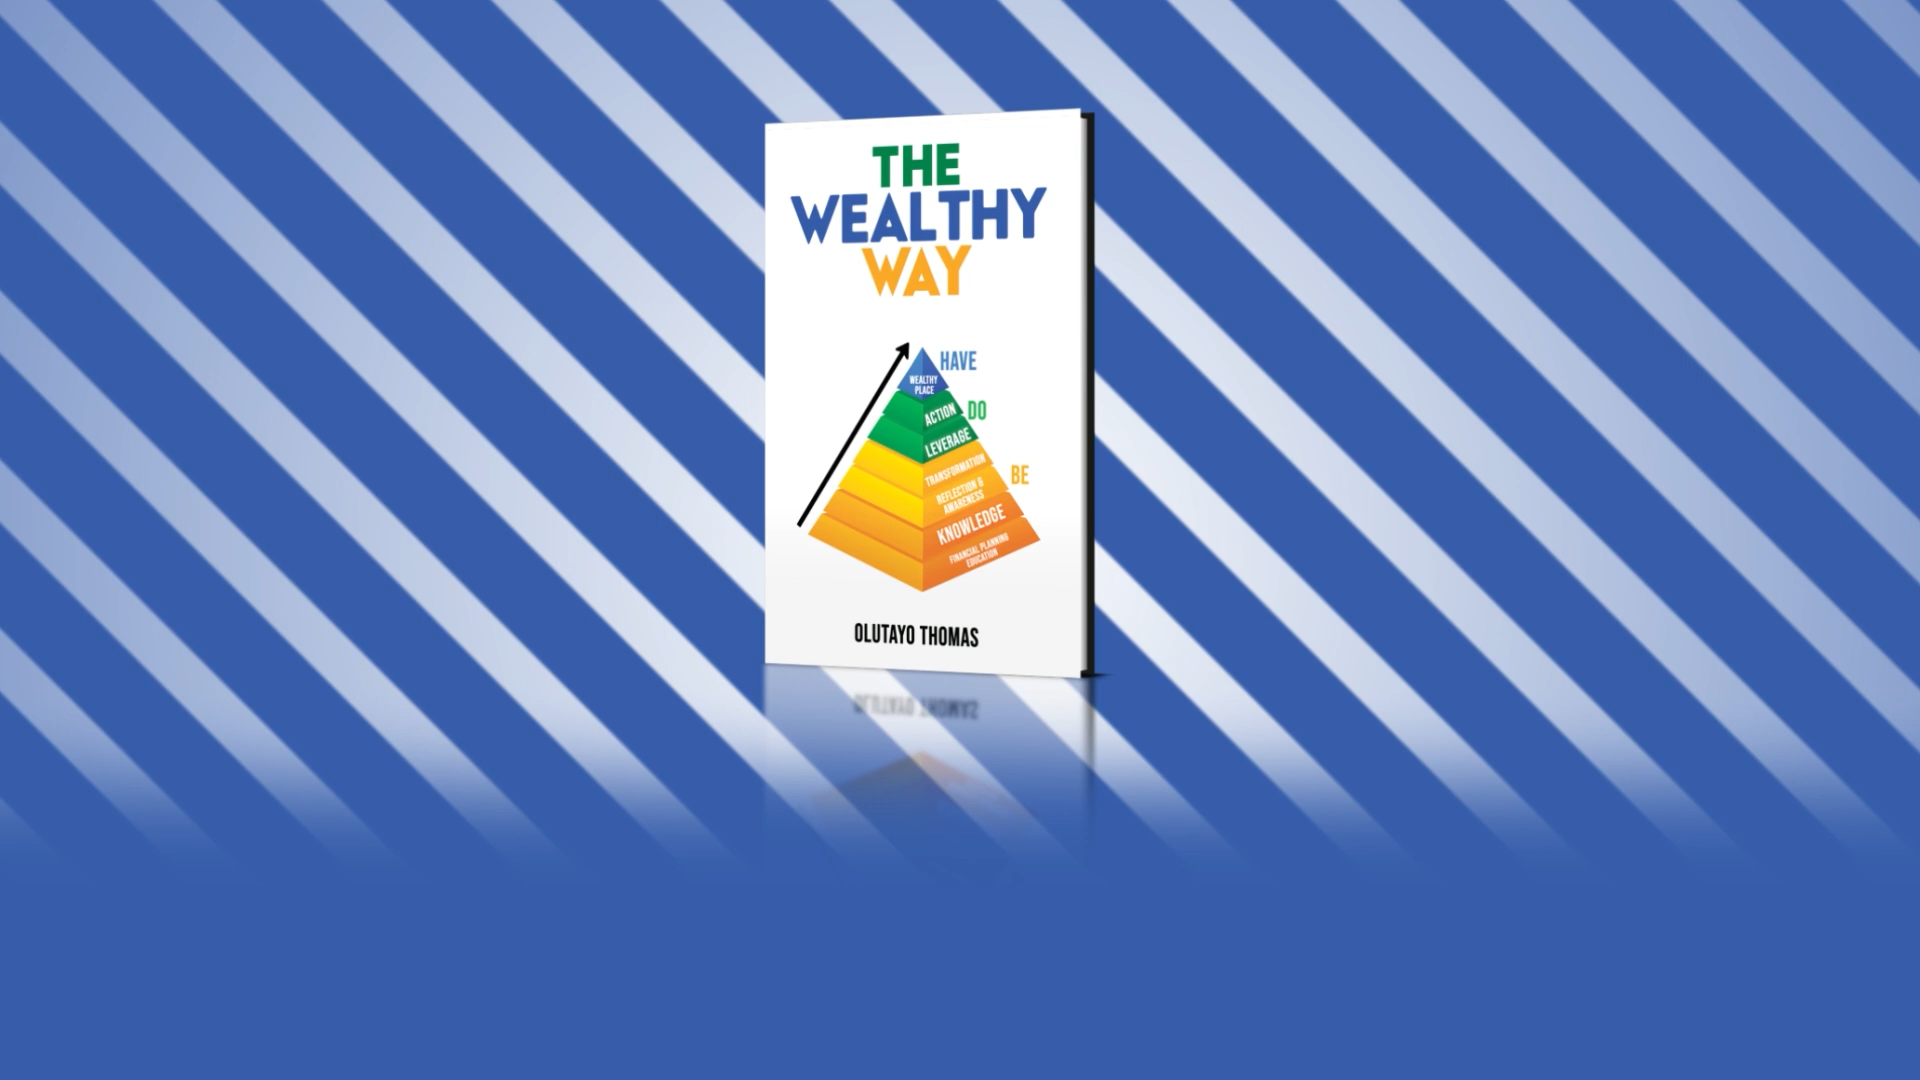 THE
WEALTHY
WAY
HAVE
WEALTHY
PLACE
ACTION
DO
LEVERAGE
TRANSFORMATION
BE
REFLECTION &
AWARENESS
KNOWLEDGE
FINANCIAL PLANNING
EDUCATION
OLUTAYO THOMAS